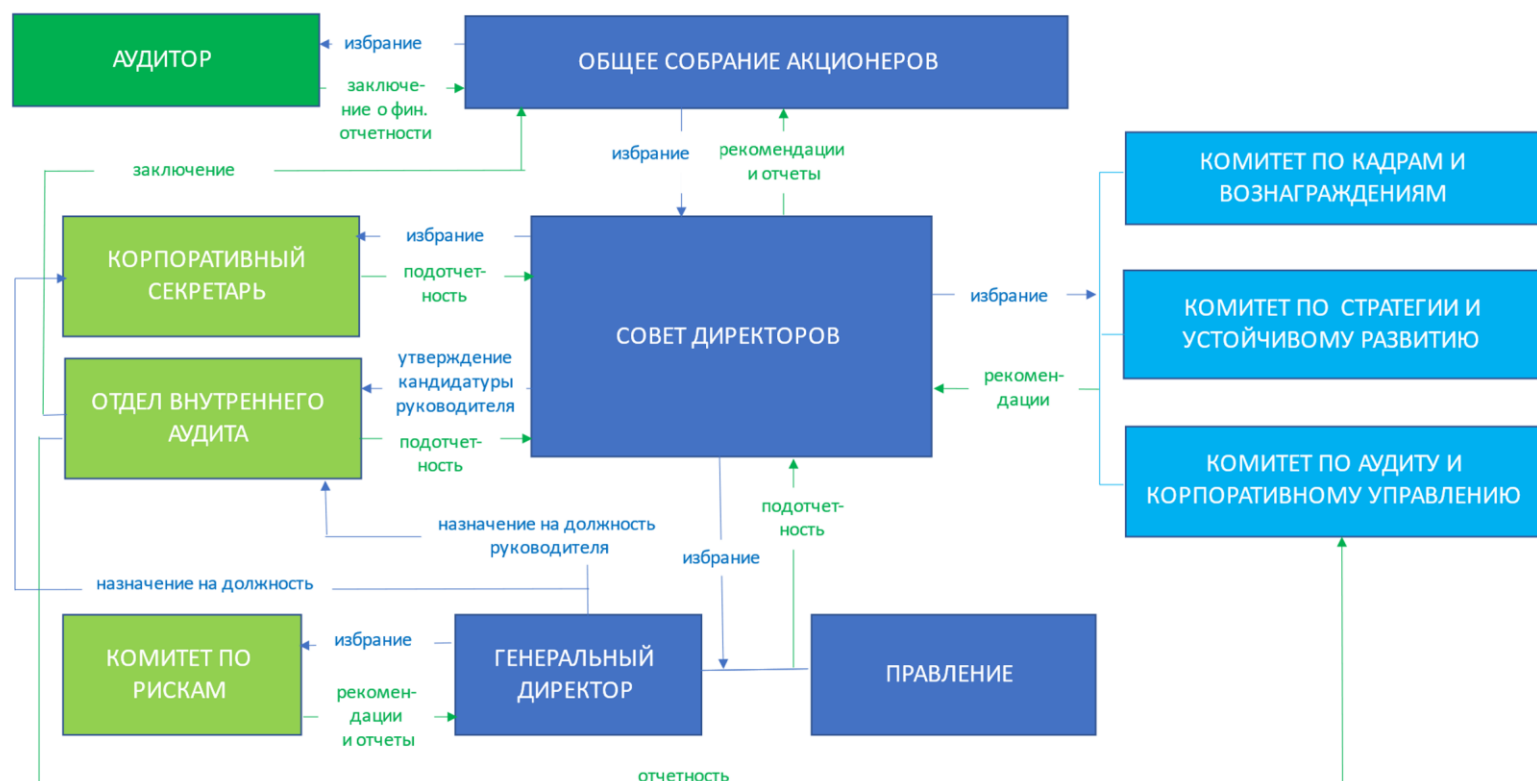 АУДИТОР
избрание
ОБЩЕЕ СОБРАНИЕ АКЦИОНЕРОВ
заключе-
ние о фин.
отчетности
заключение
избрание
рекомендации
и отчеты
КОМИТЕТ ПО КАДРАМ И
ВОЗНАГРАЖДЕНИЯМ
КОРПОРАТИВНЫЙ
СЕКРЕТАРЬ
избрание
подотчет-
ность
СОВЕТ ДИРЕКТОРОВ
избрание
КОМИТЕТ ПО СТРАТЕГИИ И
УСТОЙЧИВОМУ РАЗВИТИЮ
ОТДЕЛ ВНУТРЕННЕГО
АУДИТА
утверждение
кандидатуры
руководителя
подотчет-
ность
рекомен-
дации
КОМИТЕТ ПО АУДИТУ И
КОРПОРАТИВНОМУ УПРАВЛЕНИЮ
назначение на должность
руководителя
подотчет-
ность
избрание
назначение на должность
КОМИТЕТ ПО
РИСКАМ
избрание
рекомен-
дации
и отчеты
ГЕНЕРАЛЬНЫЙ
ДИРЕКТОР
ПРАВЛЕНИЕ
отчетность